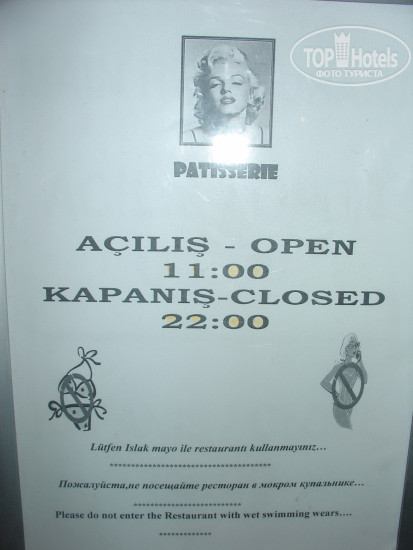 TOP Hotels
ФОТО ТУРИСТА
PATISSERIE
AÇILIŞ - OPEN
11:00
KAPANIŞ-CLOSED
22:00
Lütfen Islak mayo ile restaurantı kullanmayınız…
***************************************
Пожалуйста,не посещайте ресторан в мокром купальнике…
**************************
Please do not enter the Restaurant with wet swimming wears….
***************